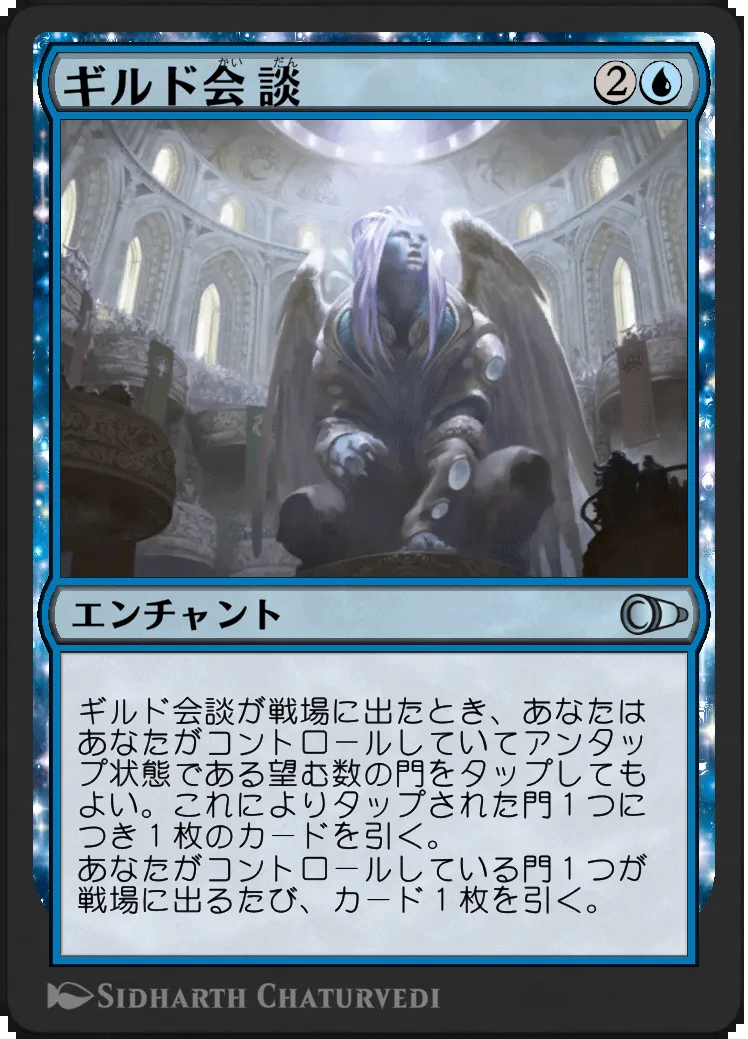 ギルド会談
かい だん
2
エンチャント
ギルド会談が戦場に出たとき、あなたは
あなたがコントロールしていてアンタッ
プ状態である望む数の門をタップしても
よい。これによりタップされた門1つに
つき1枚のカードを引く。
あなたがコントロールしている門1つが
戦場に出るたび、カード1枚を引く。
SIDHARTH CHATURVEDI